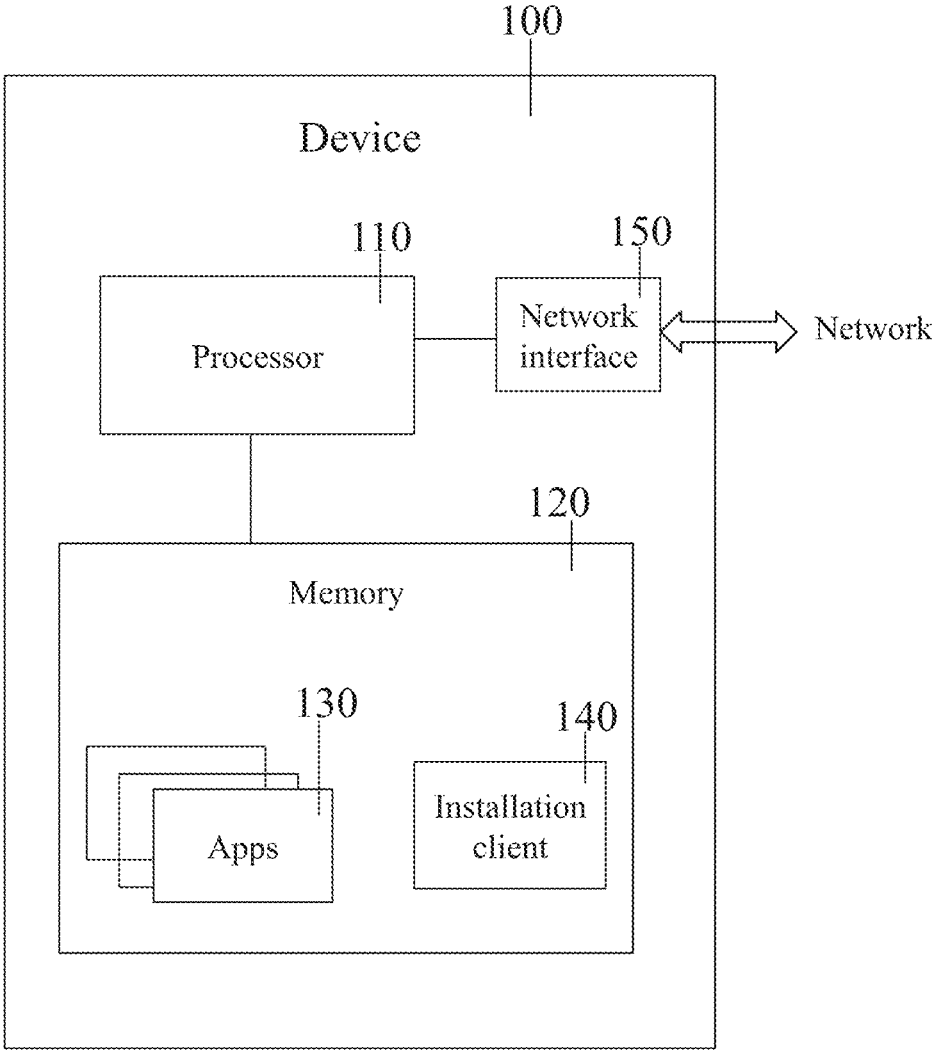 100
Device
110
150
Processor
Network
interface
Network
120
Memory
130
140
Apps
Installation
client